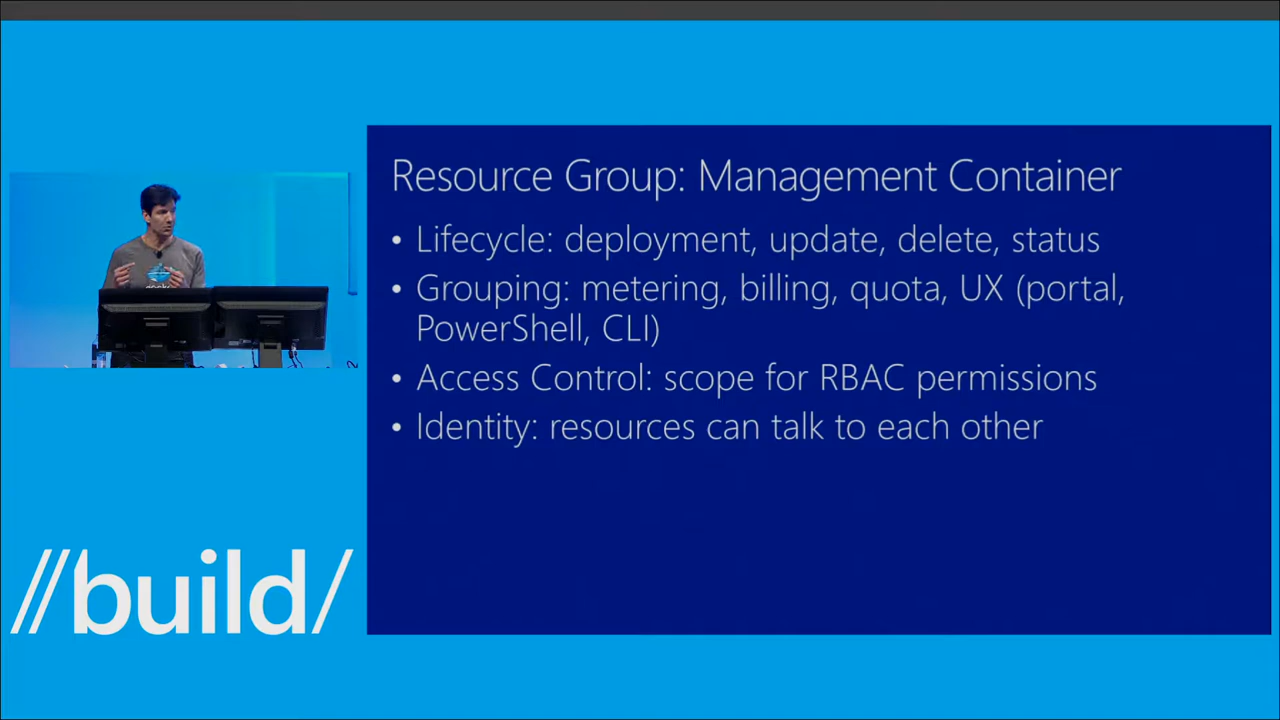 Resource Group: Management Container
• Lifecycle: deployment, update, delete, status
• Grouping: metering, billing, quota, UX (portal,
PowerShell, CLI)
• Access Control: scope for RBAC permissions
• Identity: resources can talk to each other
//build/